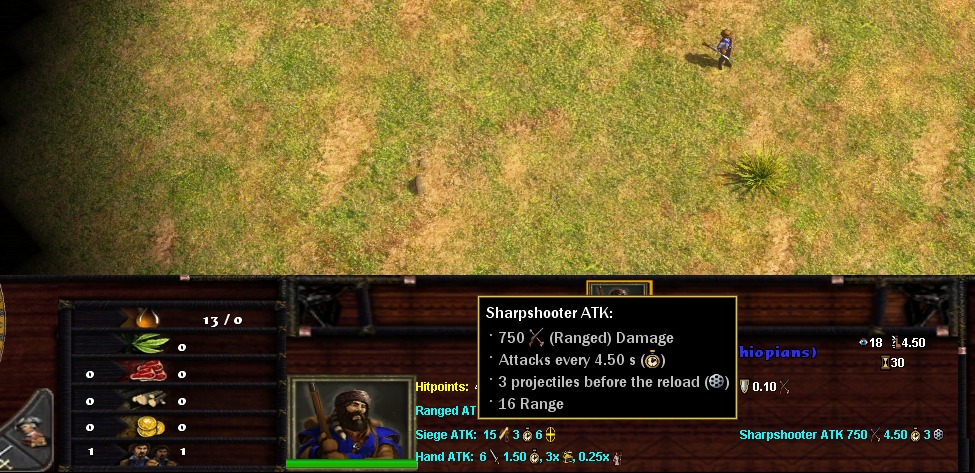 Sharpshooter ATK:
· 750 (Ranged) Damage
· Attacks every 4.50 s ( )
· 3 projectiles before the reload ( )
· 16 Range
13 / 0
0
0 0
0 0
0 0
1 1
hiopians)
18 4.50
30
Hitpoints:
0.10
Ranged AT
Siege ATK: 15 3 6
Sharpshooter ATK 750 4.50 3
Hand ATK: 6 1.50 , 3x , 0.25x